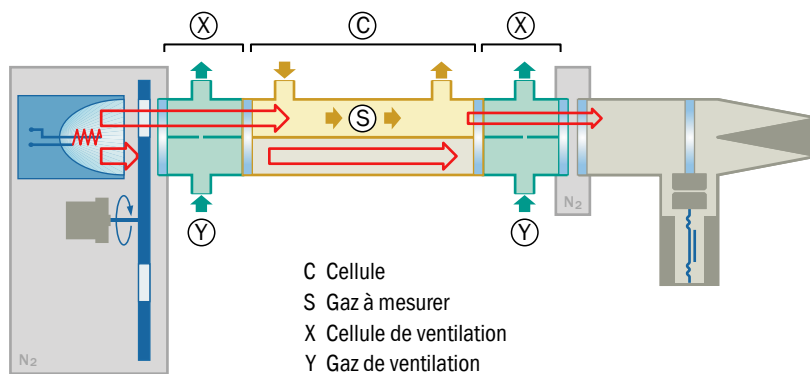 X
C
X
S
Y
Y
N2
N2
C Cellule
S Gaz à mesurer
X Cellule de ventilation
Y Gaz de ventilation